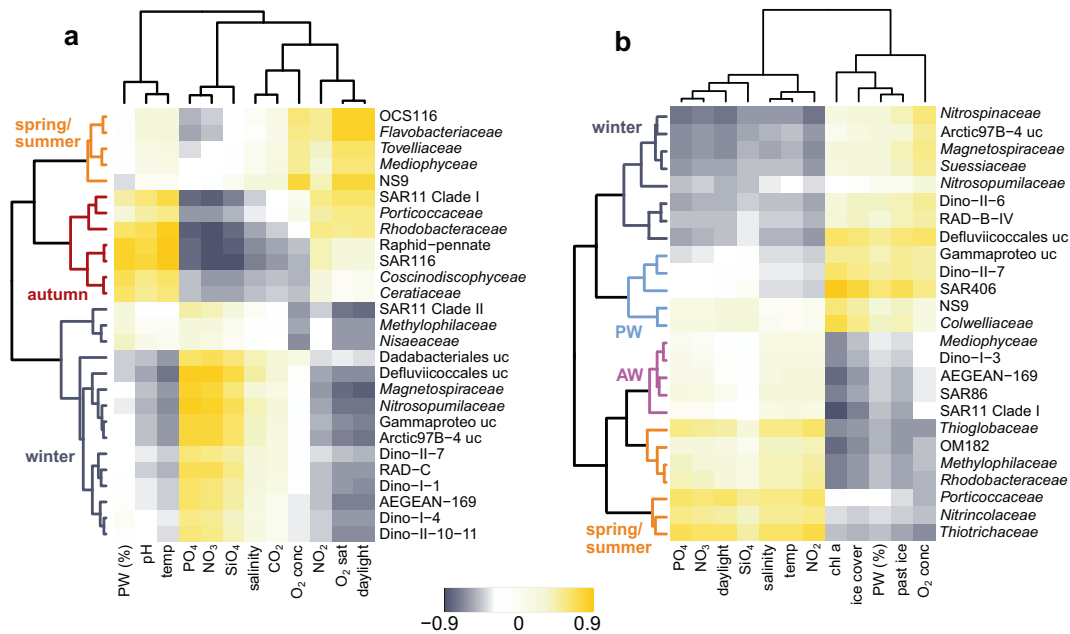 a
spring/
summer
autumn
winter
OCS116
Flavobacteriaceae
Tovelliaceae
Mediophyceae
NS9
SAR11 Clade I
Porticoccaceae
Rhodobacteraceae
Raphid−pennate
SAR116
Coscinodiscophyceae
Ceratiaceae
SAR11 Clade II
Methylophilaceae
Nisaeaceae
Dadabacteriales uc
Defluviicoccales uc
Magnetospiraceae
Nitrosopumilaceae
Gammaproteo uc
Arctic97B−4 uc
Dino−II−7
RAD−C
Dino−I−1
AEGEAN−169
Dino−I−4
Dino−II−10−11
PW (%)
pH
temp
PO4
NO3
SiO4
salinity
CO2
O2 conc
NO2
O2 sat
daylight
b
winter
PW
AW
spring/
summer
Nitrospinaceae
Arctic97B−4 uc
Magnetospiraceae
Suessiaceae
Nitrosopumilaceae
Dino−II−6
RAD−B−IV
Defluviicoccales uc
Gammaproteo uc
Dino−II−7
SAR406
NS9
Colwelliaceae
Mediophyceae
Dino−I−3
AEGEAN−169
SAR86
SAR11 Clade I
Thioglobaceae
OM182
Methylophilaceae
Rhodobacteraceae
Porticoccaceae
Nitrincolaceae
Thiotrichaceae
PO4
NO3
daylight
SiO4
salinity
temp
NO2
chl a
ice cover
PW (%)
past ice
O2 conc
−0.9 0 0.9